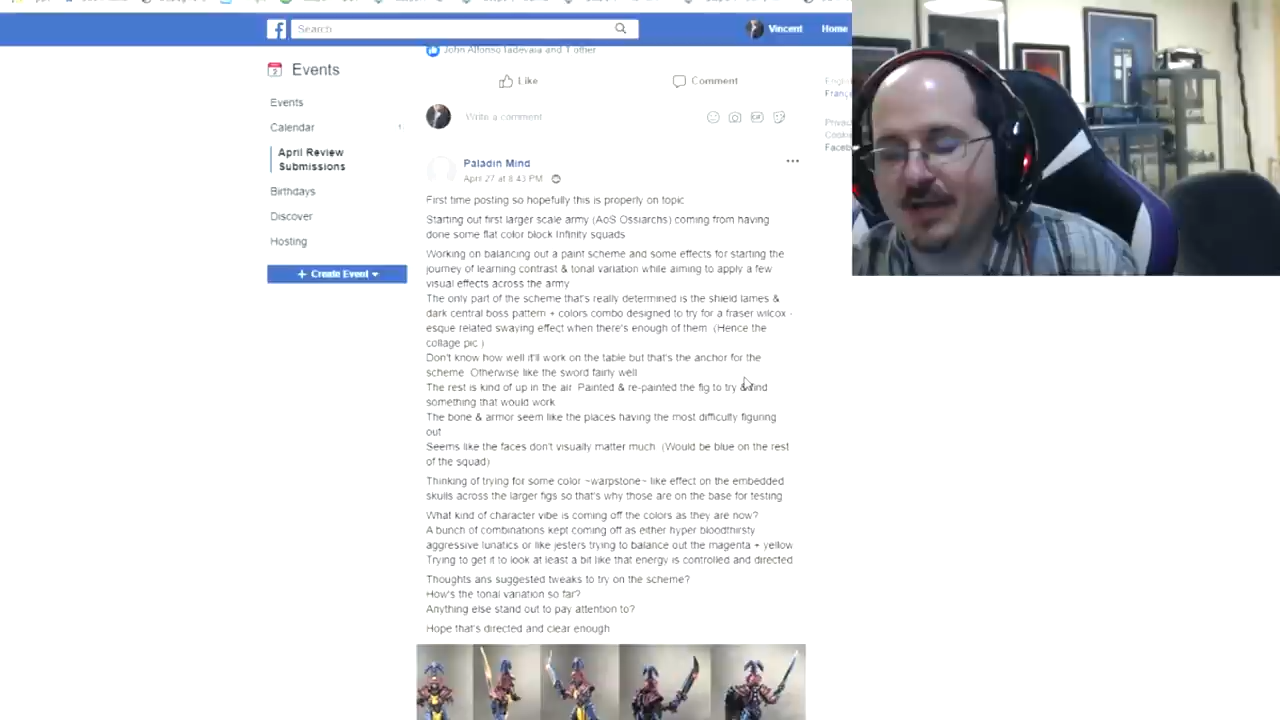 Search
Vincent
Home
John Alfonso Tadevaia and 1 other
Events
Like
Comment
Events
Calendar
1
Write a comment
April Review
Submissions
Paladin Mind
April 27 at 8:43 PM
Birthdays
First time posting so hopefully this is properly on topic
Discover
Starting out first larger scale army (AoS Ossiarchs) coming from having
done some flat color block Infinity squads
Hosting
Working on balancing out a paint scheme and some effects for starting the
journey of learning contrast & tonal variation while aiming to apply a few
visual effects across the army
+ Create Event
The only part of the scheme that's really determined is the shield lames &
dark central boss pattern + colors combo designed to try for a fraser wilcox -
esque related swaying effect when there's enough of them (Hence the
collage pic )
Don't know how well it'll work on the table but that's the anchor for the
scheme Otherwise like the sword fairly well
The rest is kind of up in the air Painted & re-painted the fig to try & find
something that would work
The bone & armor seem like the places having the most difficulty figuring
out
Seems like the faces don't visually matter much (Would be blue on the rest
of the squad)
Thinking of trying for some color ~warpstone~ like effect on the embedded
skulls across the larger figs so that's why those are on the base for testing
What kind of character vibe is coming off the colors as they are now?
A bunch of combinations kept coming off as either hyper bloodthirsty
aggressive lunatics or like jesters trying to balance out the magenta + yellow
Trying to get it to look at least a bit like that energy is controlled and directed
Thoughts ans suggested tweaks to try on the scheme?
How's the tonal variation so far?
Anything else stand out to pay attention to?
Hope that's directed and clear enough